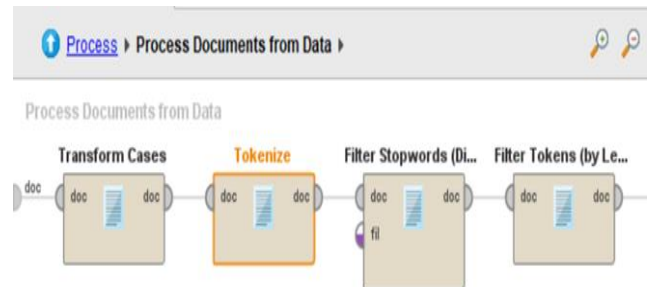 Process ▸ Process Documents from Data ▸
Process Documents from Data
Transform Cases Tokenize Filter Stopwords (Di... Filter Tokens (by Le...
doc doc doc doc doc doc doc doc doc
fil